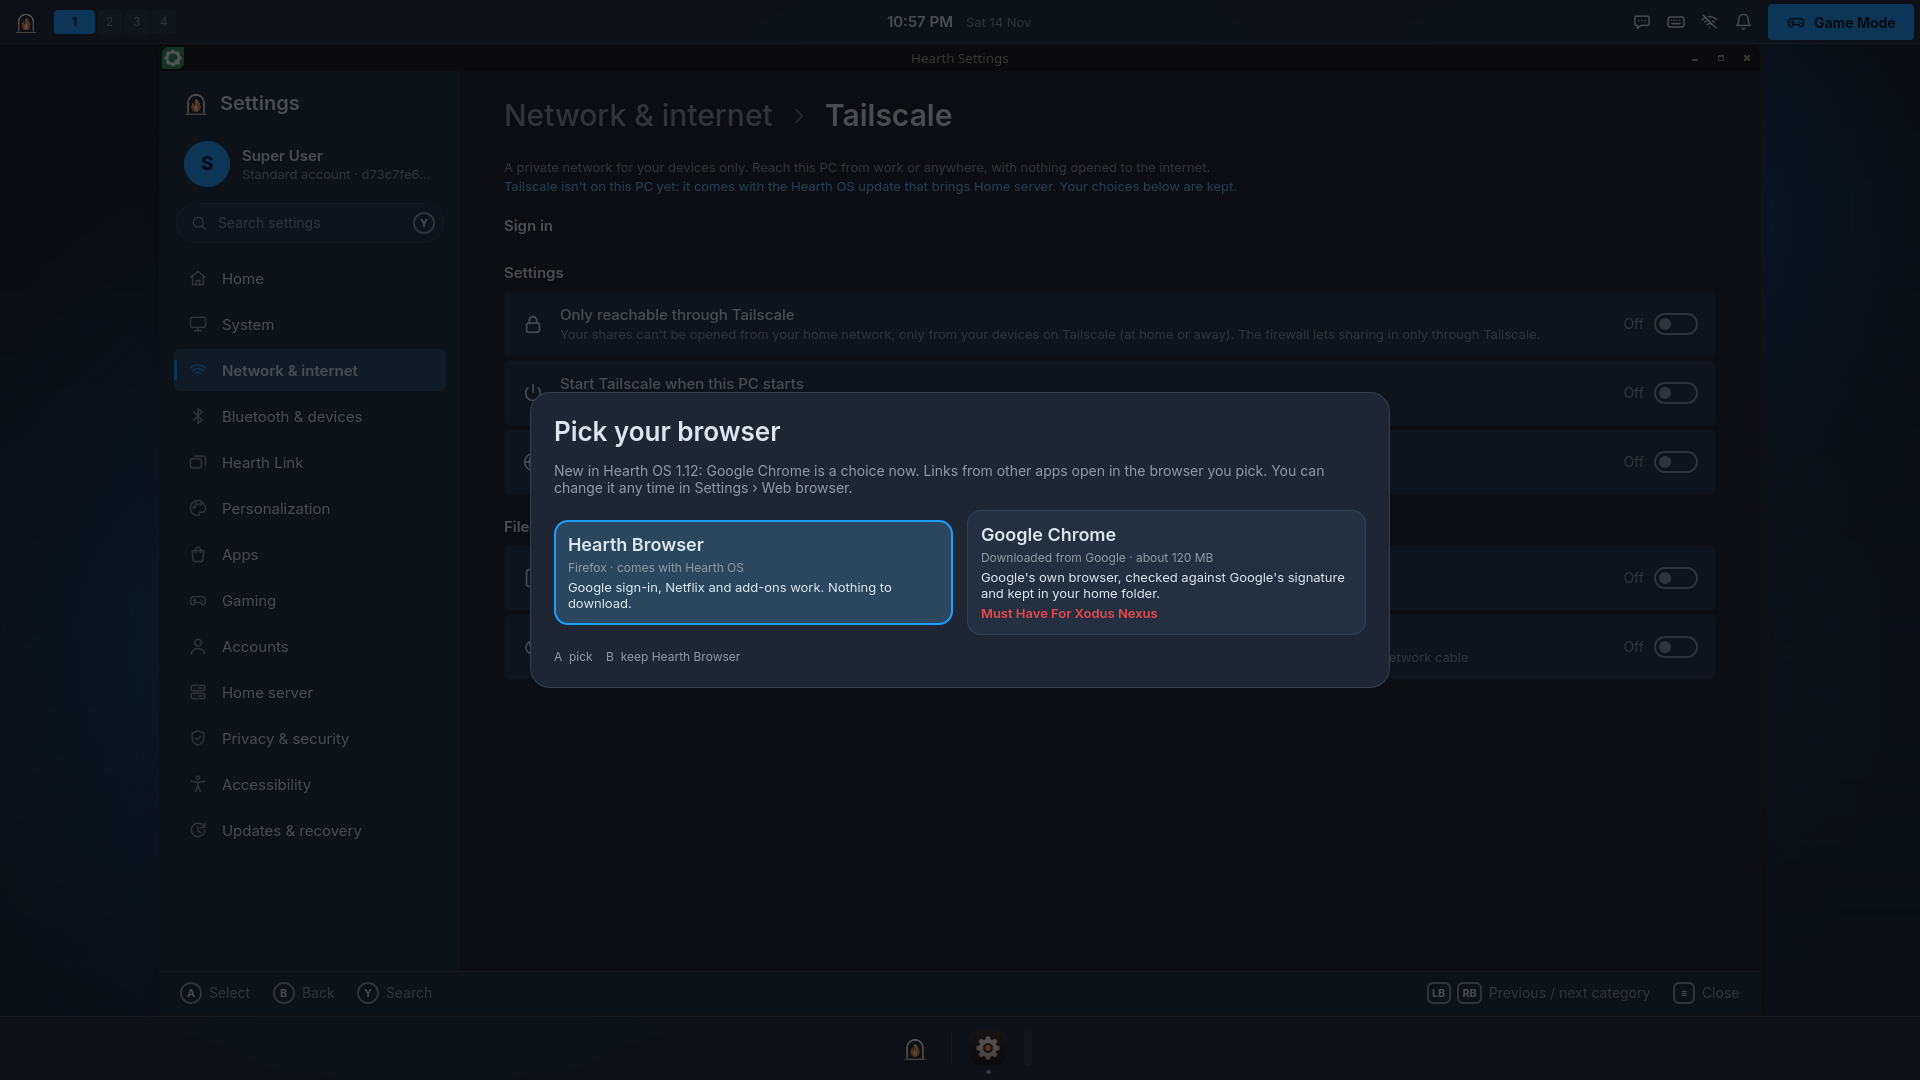 1 2 3 4
10:57 PM Sat 14 Nov
Game Mode
Hearth Settings
Settings
S
Super User
Standard account · d73c7fe6...
Search settings
Y
Home
System
Network & internet
Bluetooth & devices
Hearth Link
Personalization
Apps
Gaming
Accounts
Home server
Privacy & security
Accessibility
Updates & recovery
Network & internet › Tailscale
A private network for your devices only. Reach this PC from work or anywhere, with nothing opened to the internet.
Tailscale isn't on this PC yet: it comes with the Hearth OS update that brings Home server. Your choices below are kept.
Sign in
Settings
Only reachable through Tailscale
Your shares can't be opened from your home network, only from your devices on Tailscale (at home or away). The firewall lets sharing in only through Tailscale.
Off
Start Tailscale when this PC starts
Off
Off
File
Off
etwork cable
Off
Pick your browser
New in Hearth OS 1.12: Google Chrome is a choice now. Links from other apps open in the browser you pick. You can
change it any time in Settings › Web browser.
Hearth Browser
Firefox · comes with Hearth OS
Google sign-in, Netflix and add-ons work. Nothing to
download.
Google Chrome
Downloaded from Google · about 120 MB
Google's own browser, checked against Google's signature
and kept in your home folder.
Must Have For Xodus Nexus
A pick B keep Hearth Browser
A Select B Back Y Search
LB RB Previous / next category ≡ Close